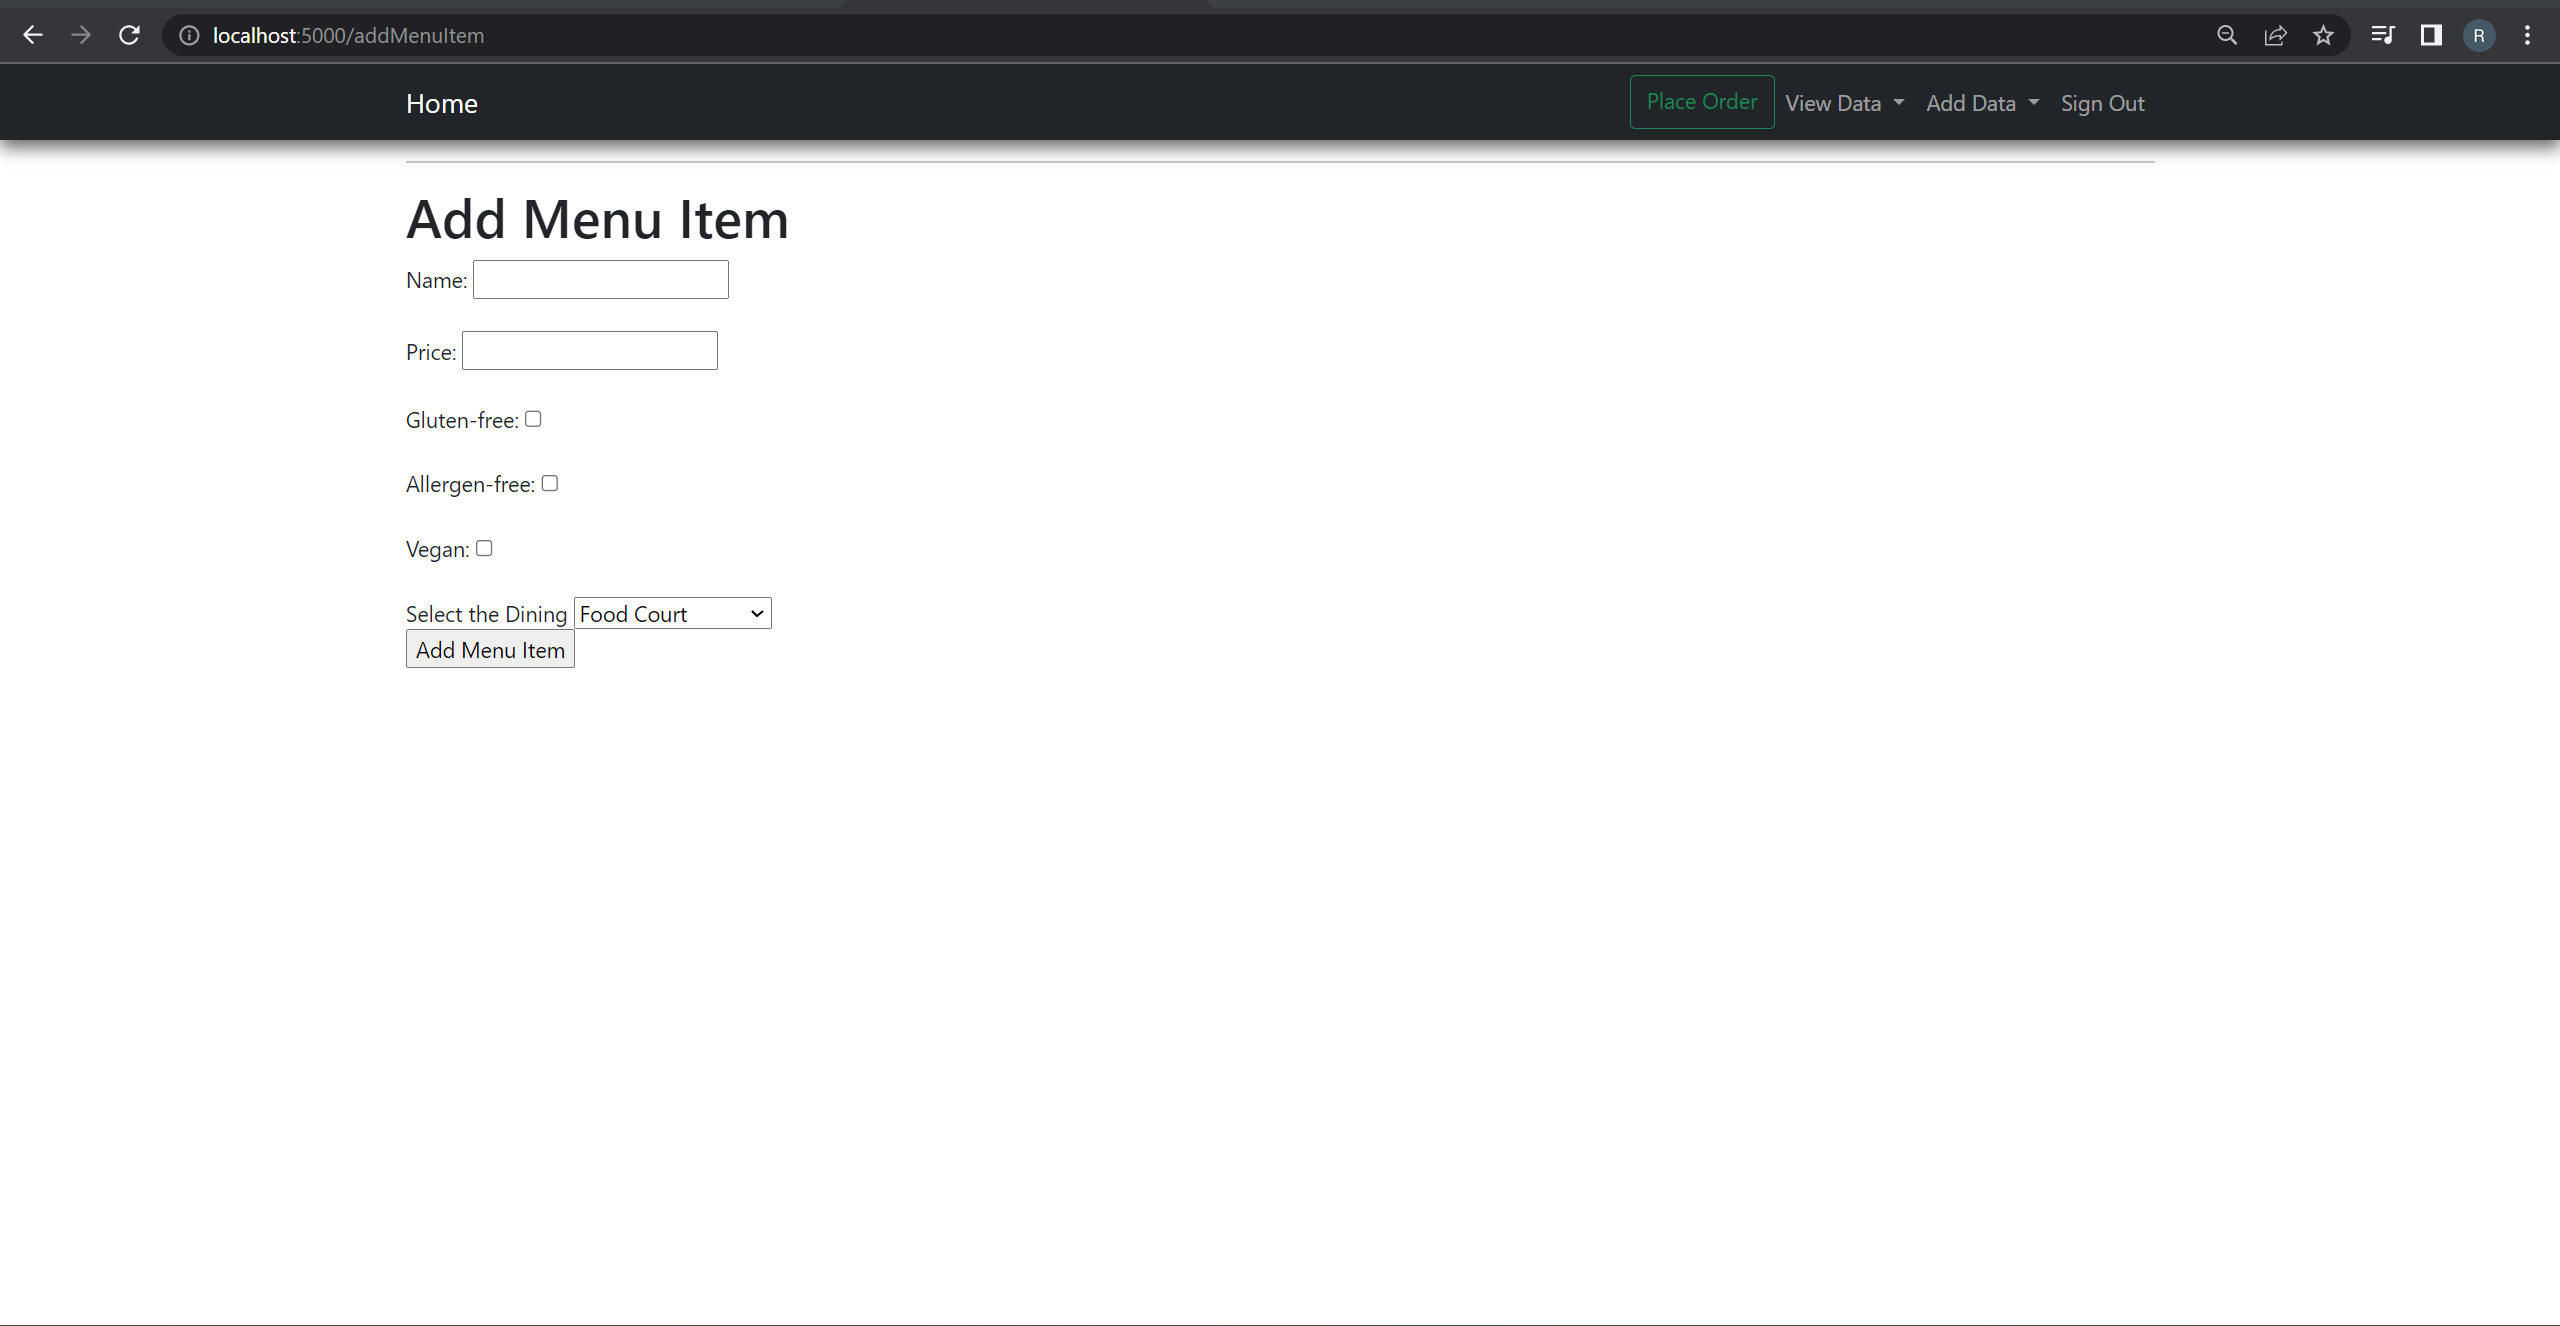 localhost:5000/addMenuItem
R
Home
Place Order View Data Add Data Sign Out
Add Menu Item
Name:
Price:
Gluten-free:
Allergen-free:
Vegan:
Select the Dining Food Court
Add Menu Item